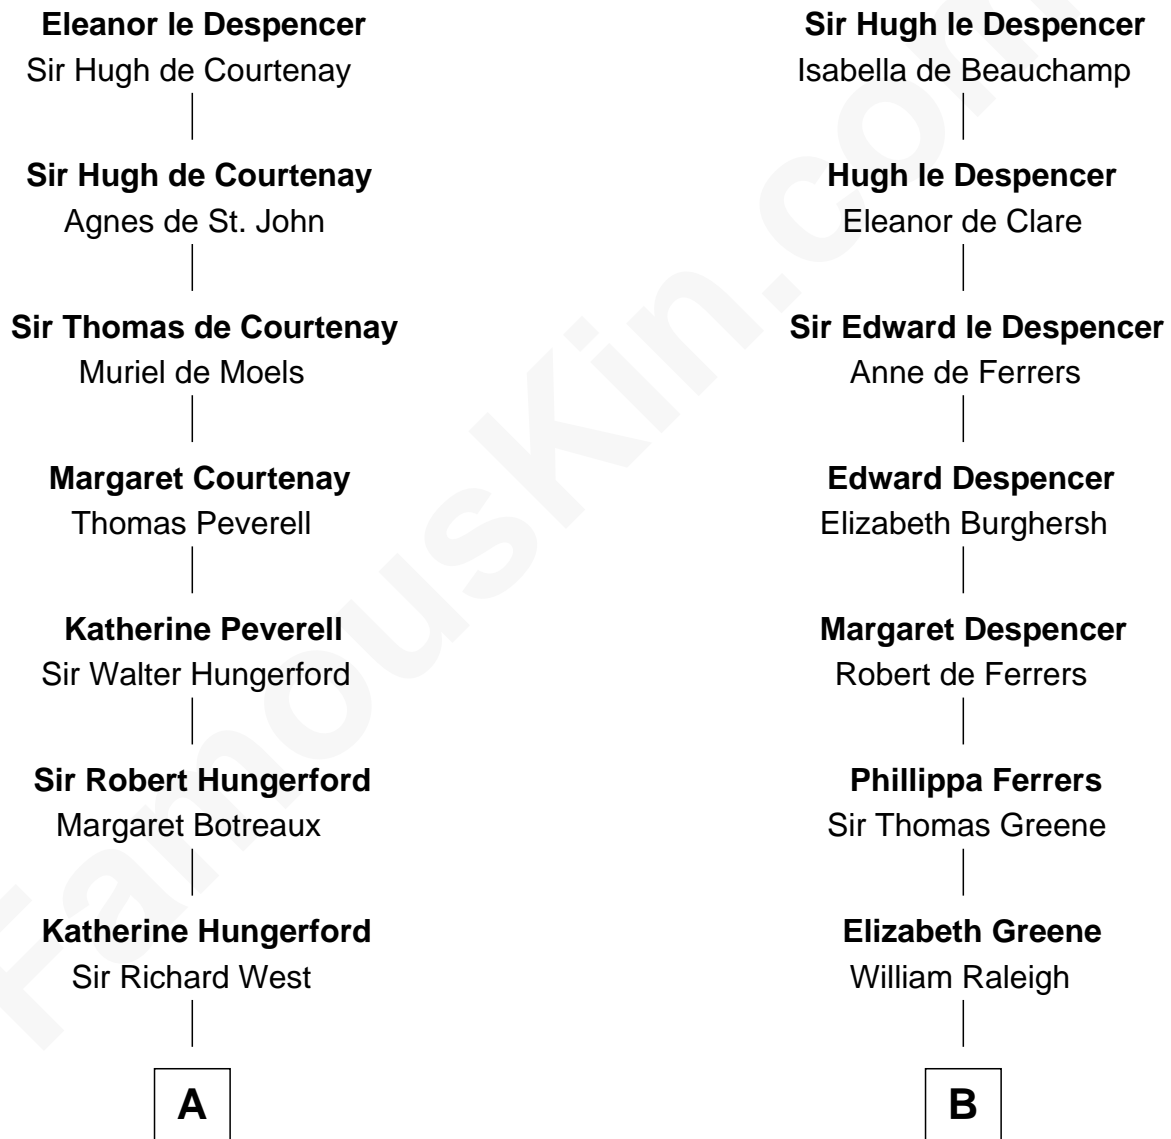 Eleanor le Despencer
Sir Hugh de Courtenay
Sir Hugh de Courtenay
Agnes de St. John
Sir Thomas de Courtenay
Muriel de Moels
Margaret Courtenay
Thomas Peverell
Katherine Peverell
Sir Walter Hungerford
Sir Robert Hungerford
Margaret Botreaux
Katherine Hungerford
Sir Richard West
A
Sir Hugh le Despencer
Isabella de Beauchamp
Hugh le Despencer
Eleanor de Clare
Sir Edward le Despencer
Anne de Ferrers
Edward Despencer
Elizabeth Burghersh
Margaret Despencer
Robert de Ferrers
Phillippa Ferrers
Sir Thomas Greene
Elizabeth Greene
William Raleigh
B
FamousKin.com